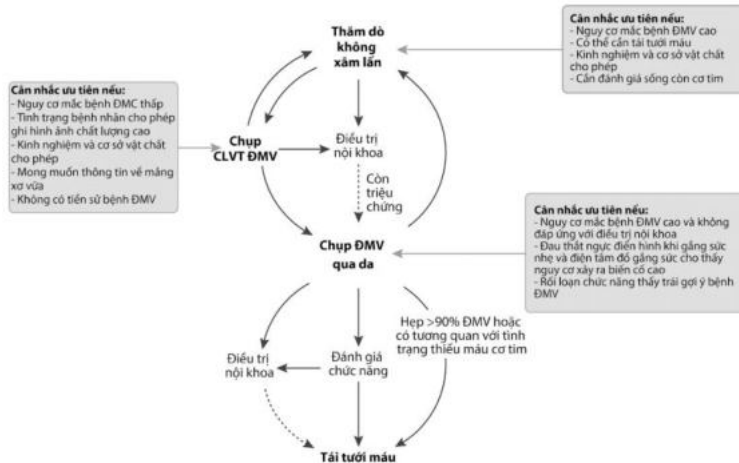 Thăm dò
không
xâm lấn
Cân nhắc ưu tiên nếu:
- Nguy cơ mắc bệnh ĐMV cao
- Có thể cần tái tưới máu
- Kinh nghiệm và cơ sở vật chất
cho phép
- Cần đánh giá sống còn cơ tim
Cân nhắc ưu tiên nếu:
- Nguy cơ mắc bệnh ĐMC thấp
- Tình trạng bệnh nhân cho phép
ghi hình ảnh chất lượng cao
- Kinh nghiệm và cơ sở vật chất
cho phép
- Mong muốn thông tin về mảng
xơ vữa
- Không có tiền sử bệnh ĐMV
Chụp
CLVT ĐMV
Điều trị
nội khoa
Còn
triệu
chứng
Chụp ĐMV
qua da
Cân nhắc ưu tiên nếu:
- Nguy cơ mắc bệnh ĐMV cao và không
đáp ứng với điều trị nội khoa
- Đau thắt ngực điển hình khi gắng sức
nhẹ và điện tâm đồ gắng sức cho thấy
nguy cơ xảy ra biến cố cao
- Rối loạn chức năng thấy trái gợi ý bệnh
ĐMV
Hẹp >90% ĐMV hoặc
có tương quan với tình
trạng thiếu máu cơ tim
Điều trị
nội khoa
Đánh giá
chức năng
Tái tưới máu